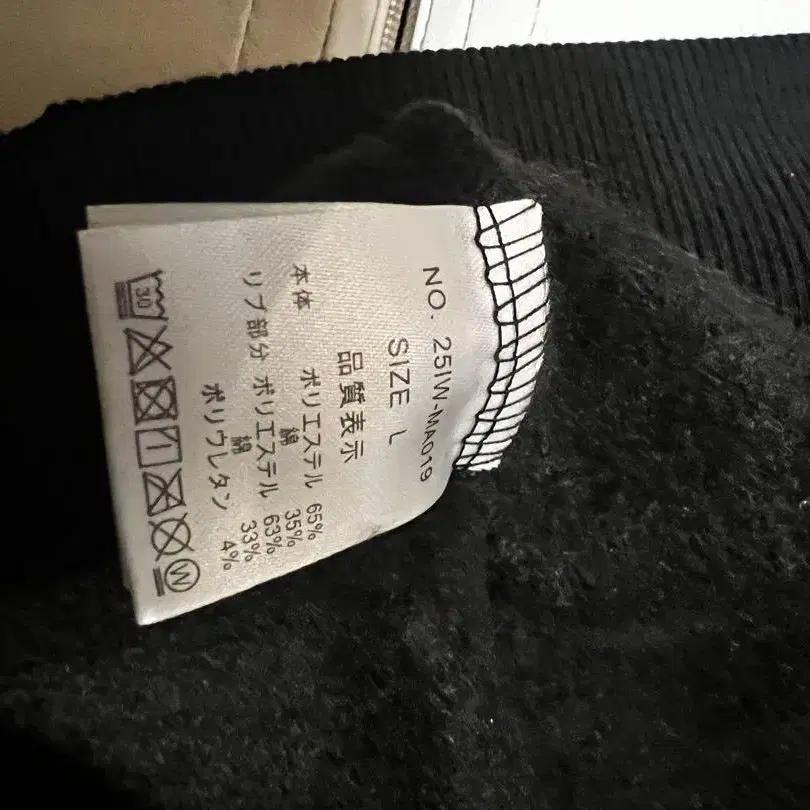 NO. 25IW-MA019
SIZE L
品質表示
本体 ポリエステル 65%
綿 35%
リブ部分 ポリエステル 63%
綿 33%
ポリウレタン 4%
30
W